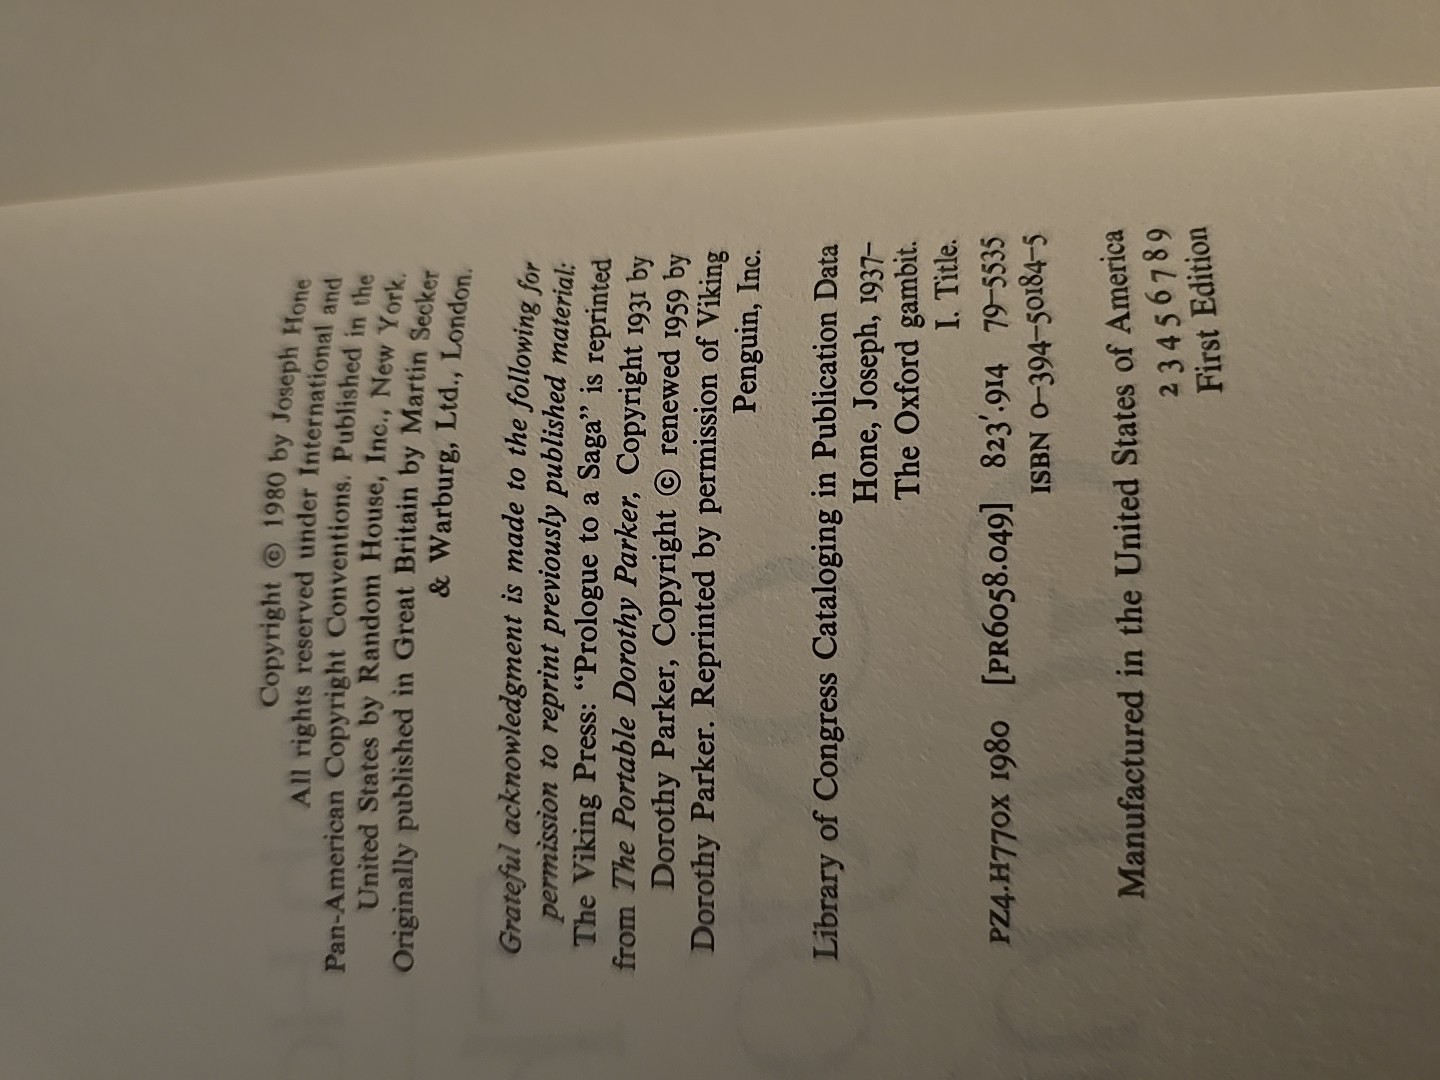 Copyright © 1980 by Joseph Hone
All rights reserved under International and
Pan-American Copyright Conventions. Published in the
United States by Random House, Inc., New York.
Originally published in Great Britain by Martin Secker
& Warburg, Ltd., London.
Grateful acknowledgment is made to the following for
permission to reprint previously published material:
The Viking Press: “Prologue to a Saga” is reprinted
from The Portable Dorothy Parker, Copyright 1931 by
Dorothy Parker, Copyright © renewed 1959 by
Dorothy Parker. Reprinted by permission of Viking
Penguin, Inc.
Library of Congress Cataloging in Publication Data
Hone, Joseph, 1937–
The Oxford gambit.
I. Title.
PZ4.H770X 1980 [PR6058.049] 823′.914 79–5535
ISBN 0–394–50184–5
Manufactured in the United States of America
2 3 4 5 6 7 8 9
First Edition